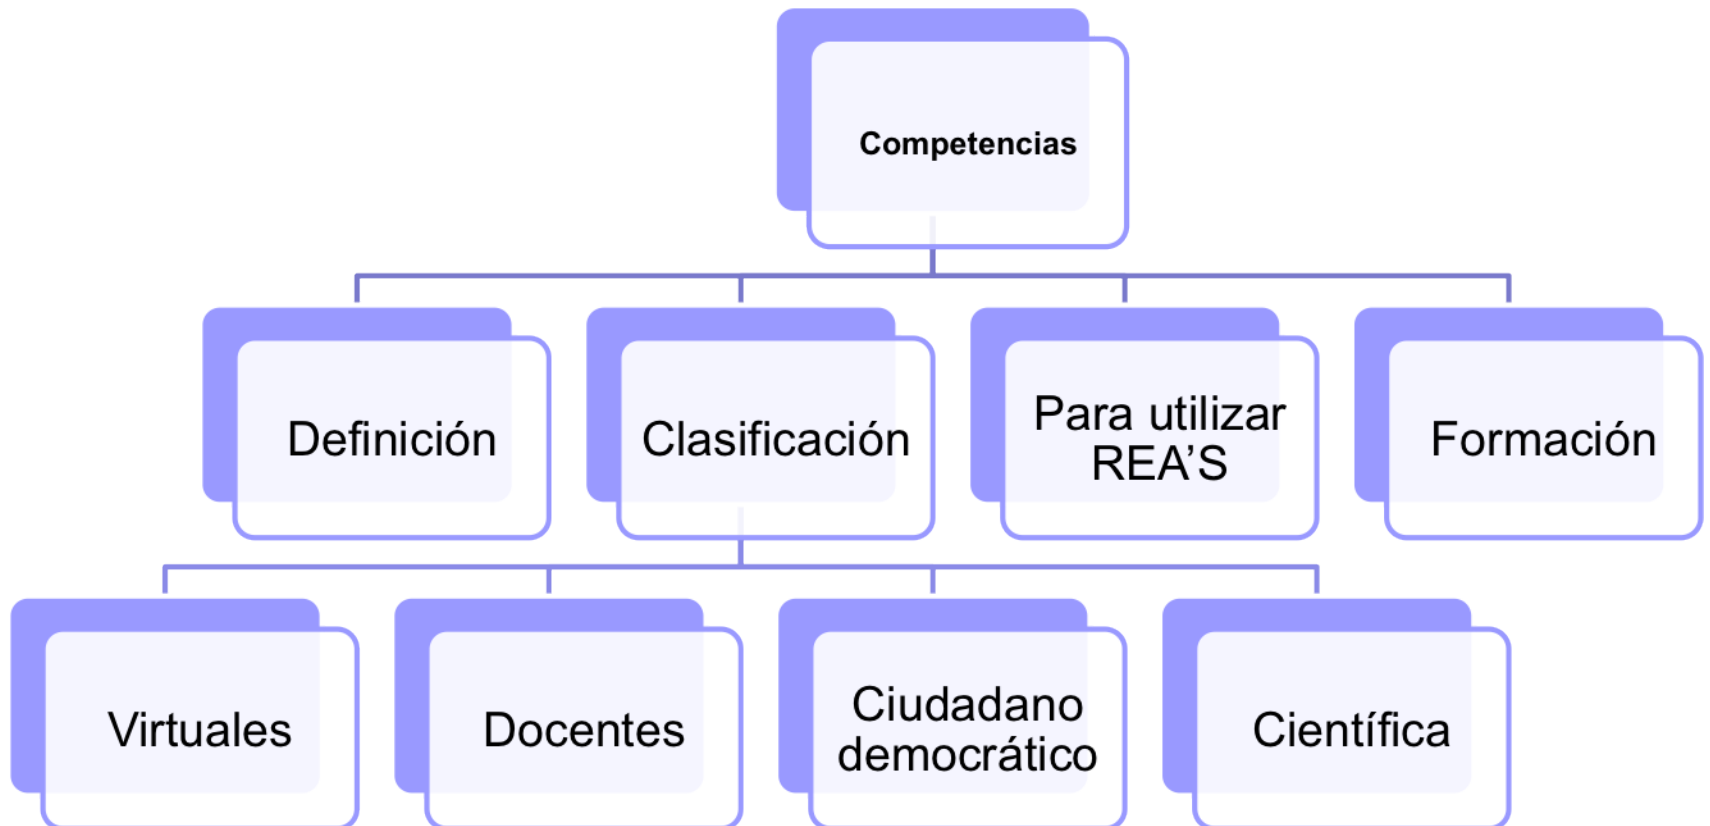 Competencias
Definición
Clasificación
Para utilizar
REA’S
Formación
Virtuales
Docentes
Ciudadano
democrático
Científica